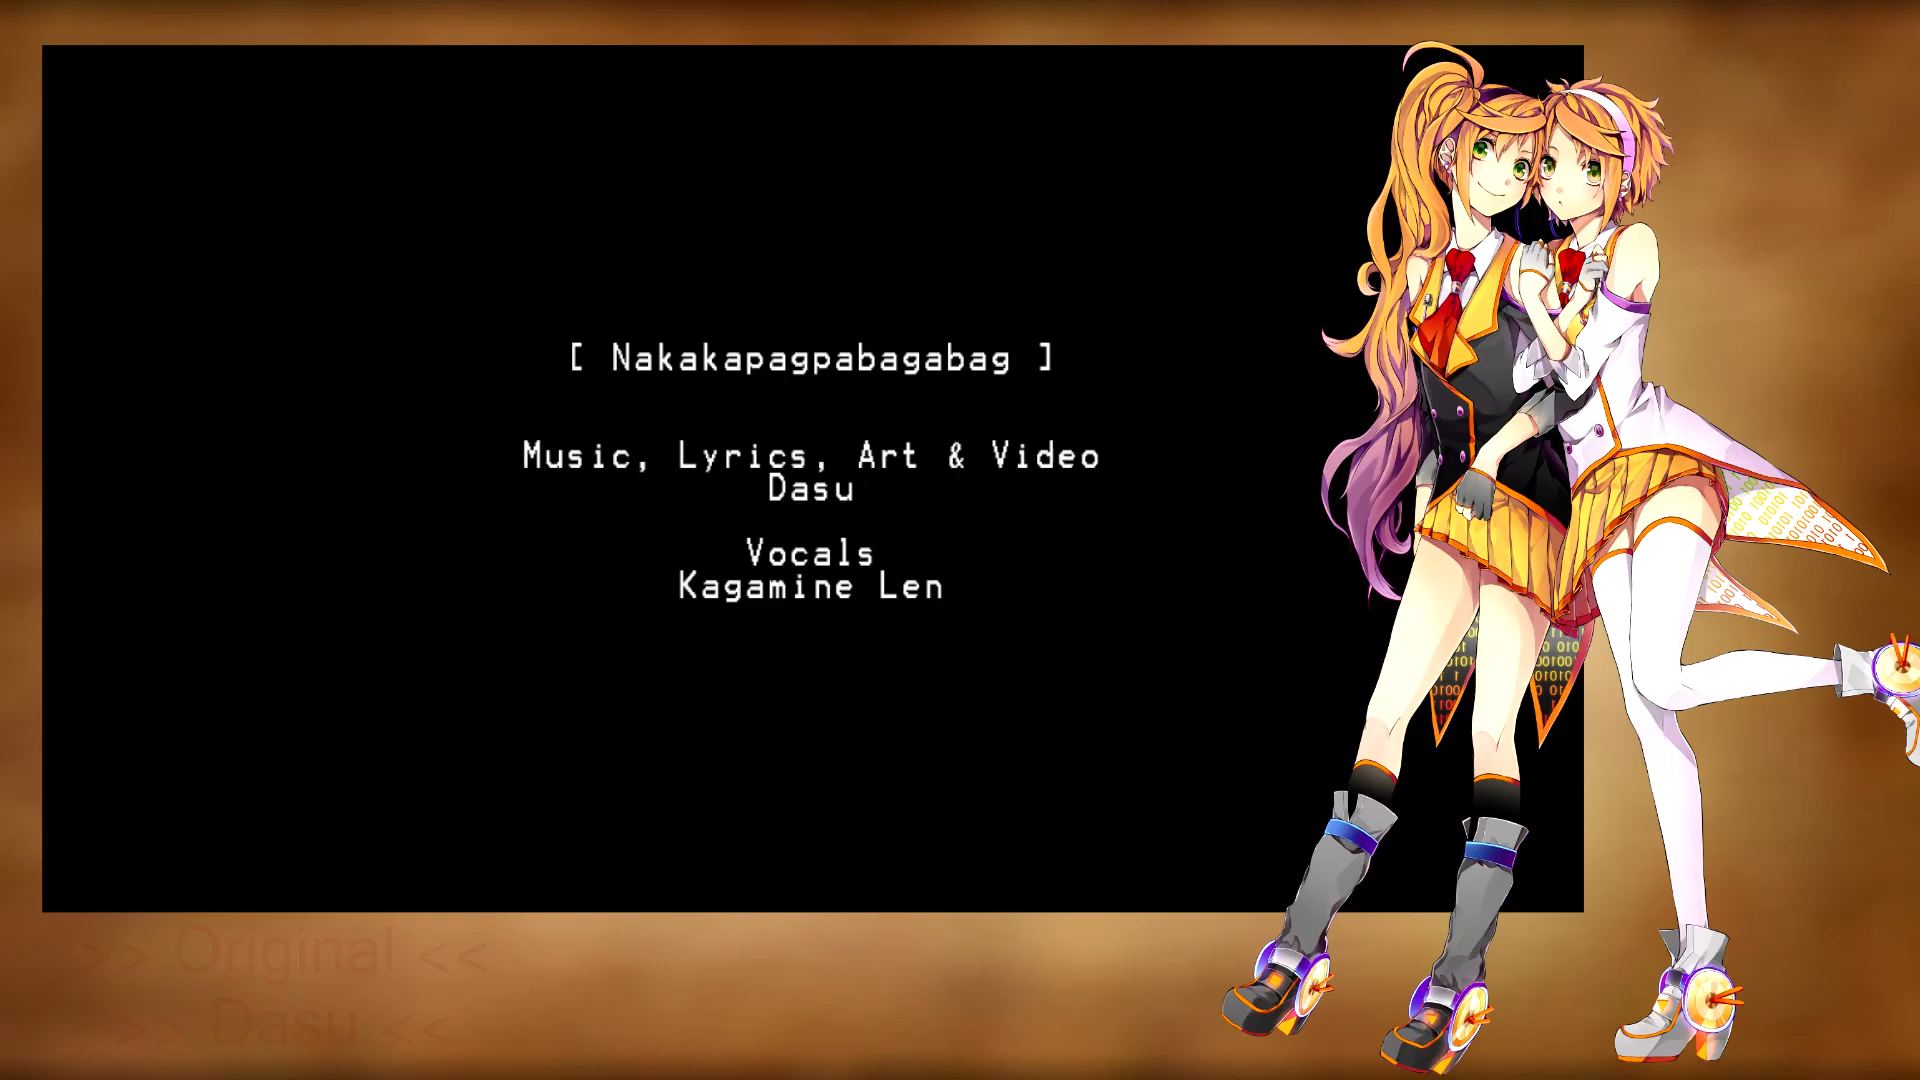 [ Nakakapagpabagabag ]
Music, Lyrics, Art & Video
Dasu
Vocals
Kagamine Len
>> Original <<
>> Dasu <<